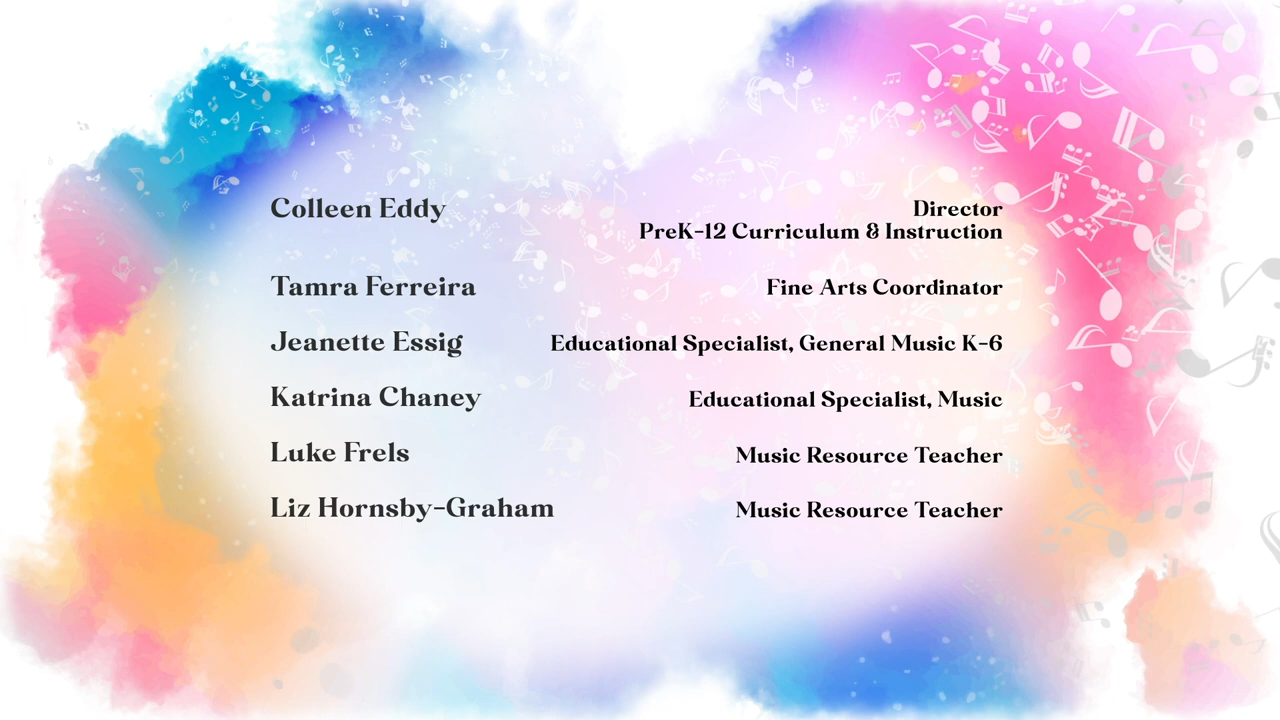 Colleen Eddy Director
PreK-12 Curriculum & Instruction
Tamra Ferreira Fine Arts Coordinator
Jeanette Essig Educational Specialist, General Music K-6
Katrina Chaney Educational Specialist, Music
Luke Frels Music Resource Teacher
Liz Hornsby-Graham Music Resource Teacher